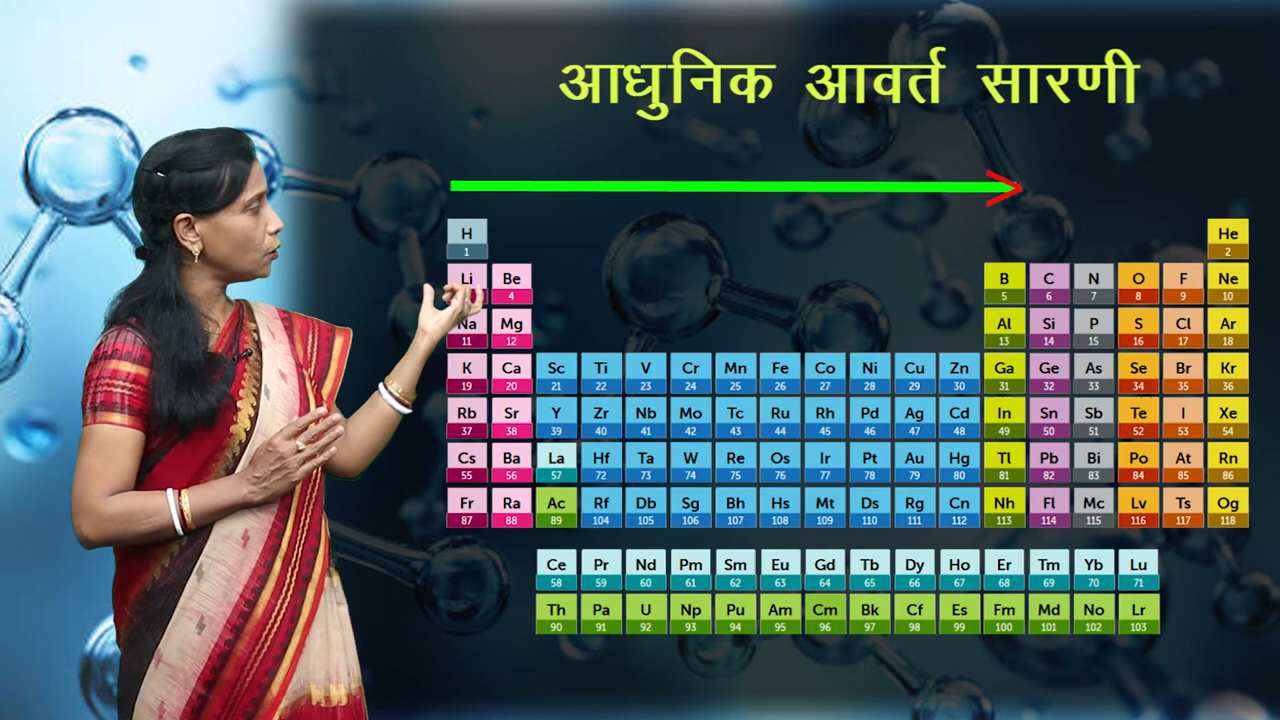 आधुनिक आवर्त सारणी
H He
1 2
Li Be B C N O F Ne
4 5 6 7 8 9 10
Na Mg Al Si P S Cl Ar
11 12 13 14 15 16 17 18
K Ca Sc Ti V Cr Mn Fe Co Ni Cu Zn Ga Ge As Se Br Kr
19 20 21 22 23 24 25 26 27 28 29 30 31 32 33 34 35 36
Rb Sr Y Zr Nb Mo Tc Ru Rh Pd Ag Cd In Sn Sb Te I Xe
37 38 39 40 41 42 43 44 45 46 47 48 49 50 51 52 53 54
Cs Ba La Hf Ta W Re Os Ir Pt Au Hg Tl Pb Bi Po At Rn
55 56 57 72 73 74 75 76 77 78 79 80 81 82 83 84 85 86
Fr Ra Ac Rf Db Sg Bh Hs Mt Ds Rg Cn Nh Fl Mc Lv Ts Og
87 88 89 104 105 106 107 108 109 110 111 112 113 114 115 116 117 118
Ce Pr Nd Pm Sm Eu Gd Tb Dy Ho Er Tm Yb Lu
58 59 60 61 62 63 64 65 66 67 68 69 70 71
Th Pa U Np Pu Am Cm Bk Cf Es Fm Md No Lr
90 91 92 93 94 95 96 97 98 99 100 101 102 103